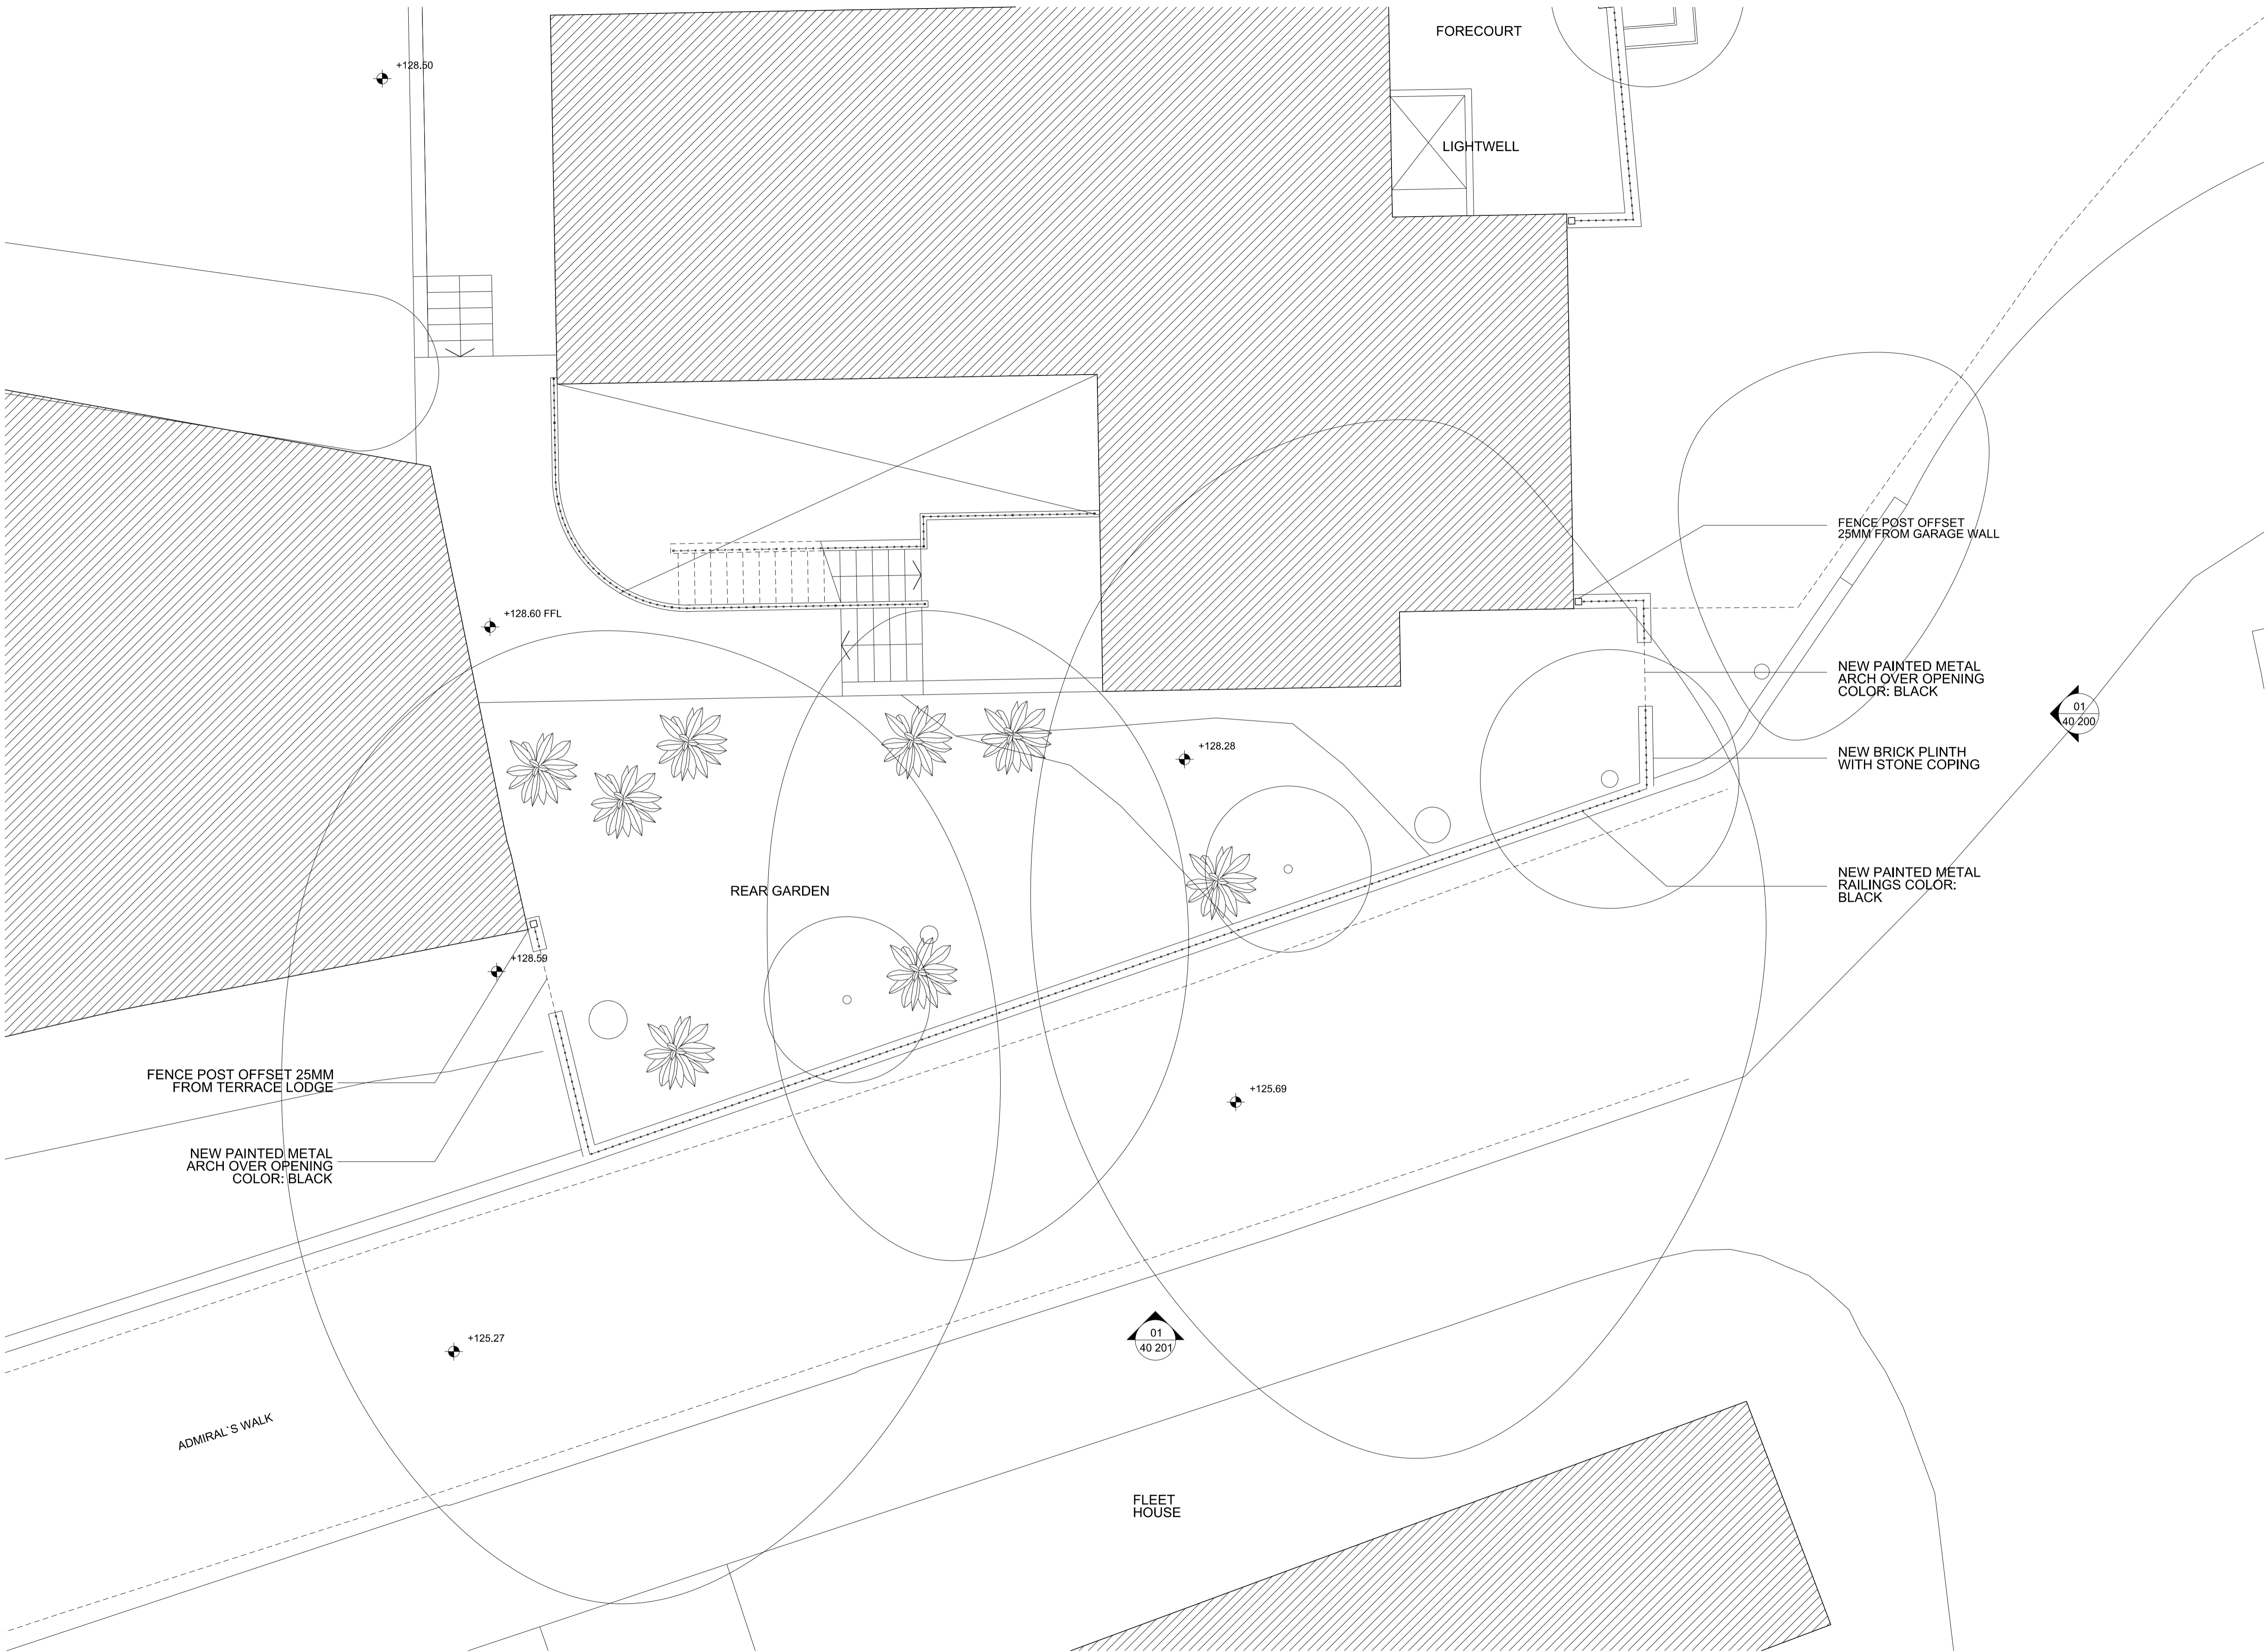 FORECOURT
+128.50
LIGHTWELL
FENCE POST OFFSET
25MM FROM GARAGE WALL
+128.60 FFL
NEW PAINTED METAL
ARCH OVER OPENING
COLOR: BLACK
01
40 200
+128.28
NEW BRICK PLINTH
WITH STONE COPING
REAR GARDEN
NEW PAINTED METAL
RAILINGS COLOR:
BLACK
+128.59
FENCE POST OFFSET 25MM
FROM TERRACE LODGE
+125.69
NEW PAINTED METAL
ARCH OVER OPENING
COLOR: BLACK
+125.27
01
40 201
ADMIRAL`S WALK
FLEET
HOUSE